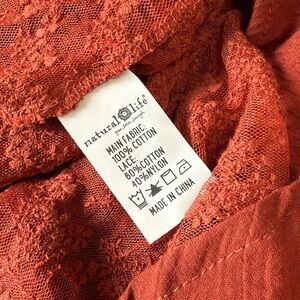 natural life®
MAIN FABRIC:
100% COTTON
LACE:
60%COTTON
40%NYLON
MADE IN CHINA